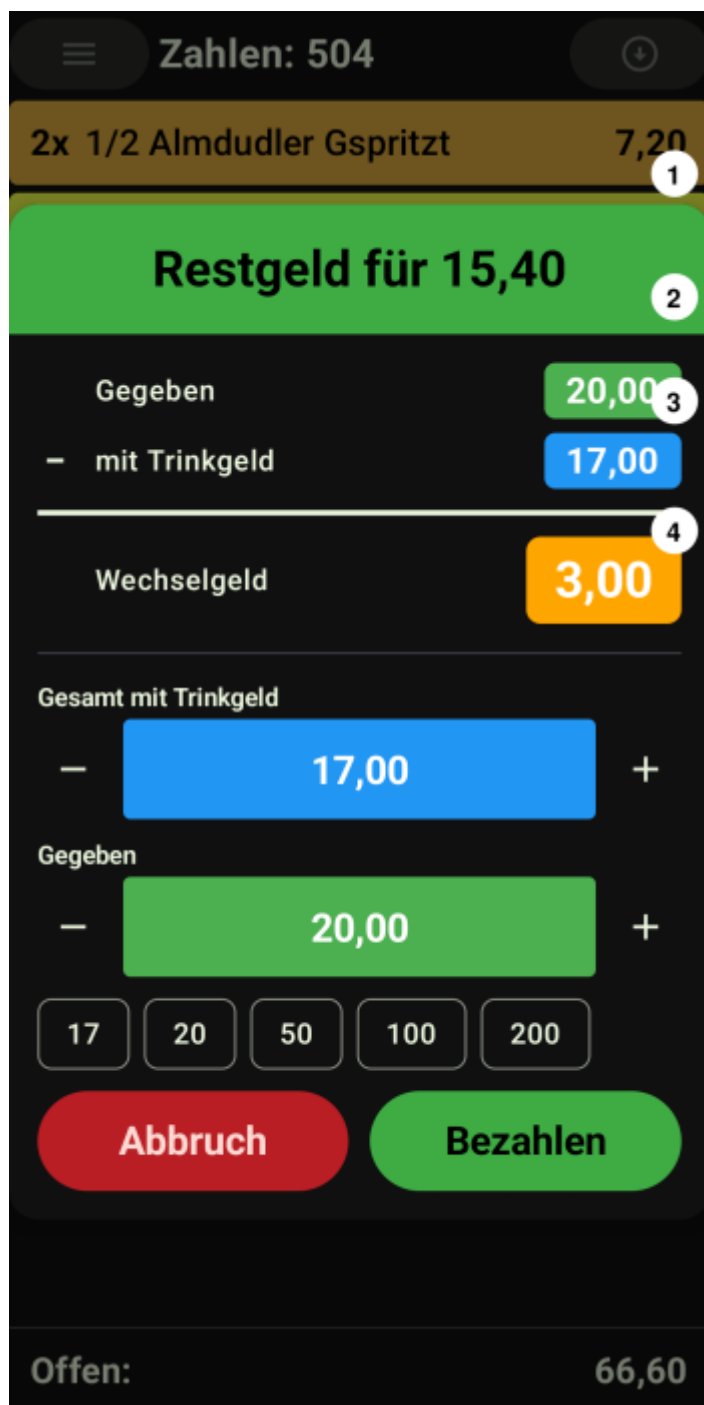 Zahlen: 504
2x 1/2 Almdudler Gspritzt 7,20
1
Restgeld für 15,40
2
Gegeben 20,00
3
– mit Trinkgeld 17,00
4
Wechselgeld 3,00
Gesamt mit Trinkgeld
– 17,00 +
Gegeben
– 20,00 +
17 20 50 100 200
Abbruch Bezahlen
Offen: 66,60